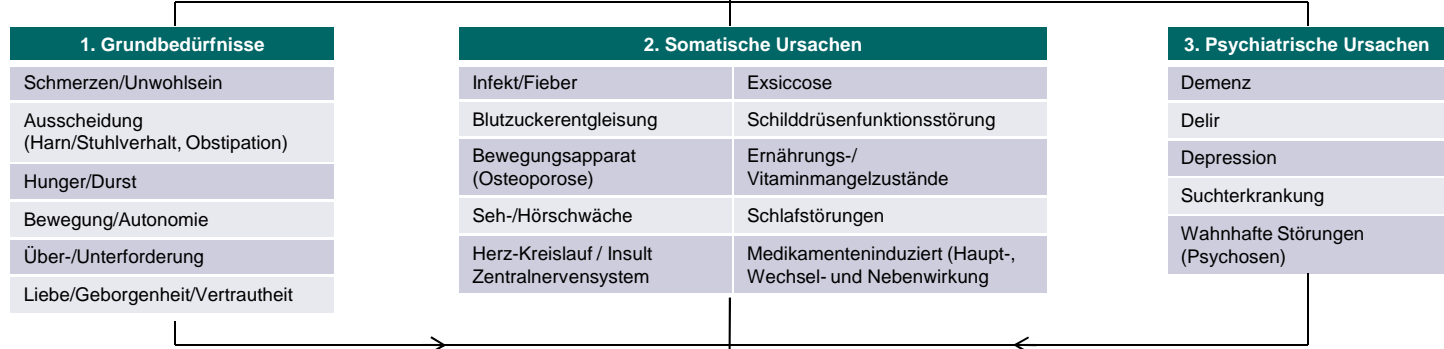 1. Grundbedürfnisse
Schmerzen/Unwohlsein
Ausscheidung
(Harn/Stuhlverhalt, Obstipation)
Hunger/Durst
Bewegung/Autonomie
Über-/Unterforderung
Liebe/Geborgenheit/Vertrautheit
2. Somatische Ursachen
Infekt/Fieber
Exsiccose
Blutzuckerentgleisung
Schilddrüsenfunktionsstörung
Bewegungsapparat
(Osteoporose)
Ernährungs-/
Vitaminmangelzustände
Seh-/Hörschwäche
Schlafstörungen
Herz-Kreislauf / Insult
Zentralnervensystem
Medikamenteninduziert (Haupt-,
Wechsel- und Nebenwirkung
3. Psychiatrische Ursachen
Demenz
Delir
Depression
Suchterkrankung
Wahnhafte Störungen
(Psychosen)